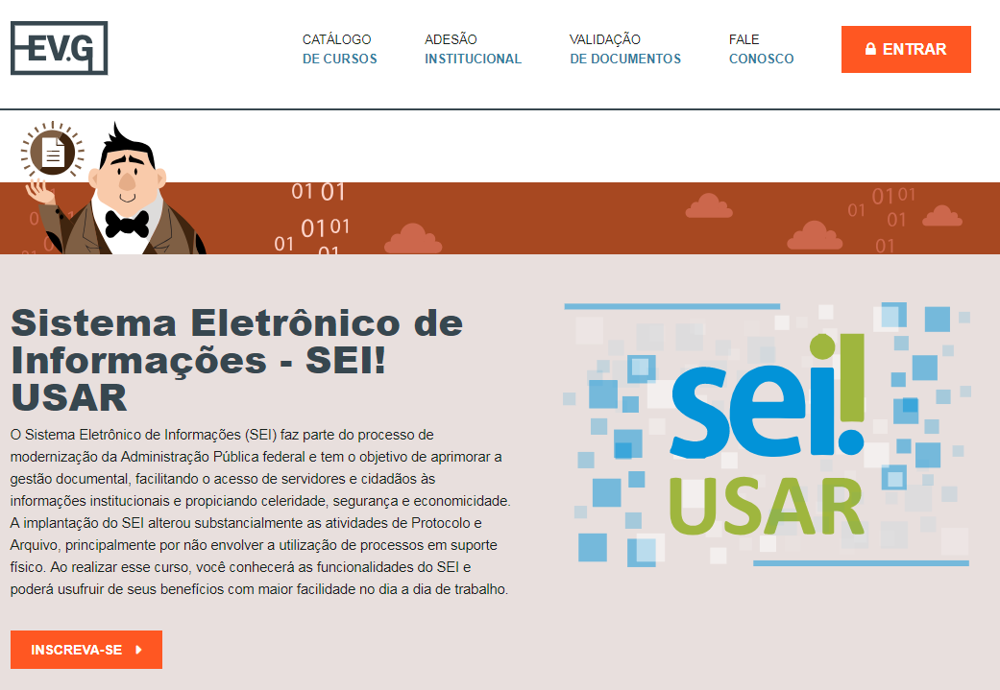 EV.G
CATÁLOGO
DE CURSOS
ADESÃO
INSTITUCIONAL
VALIDAÇÃO
DE DOCUMENTOS
FALE
CONOSCO
ENTRAR
01 01
01 01
01
01
01
01
01
01 01
01
01
01
Sistema Eletrônico de
Informações - SEI!
USAR
O Sistema Eletrônico de Informações (SEI) faz parte do processo de
modernização da Administração Pública federal e tem o objetivo de aprimorar a
gestão documental, facilitando o acesso de servidores e cidadãos às
informações institucionais e propiciando celeridade, segurança e economicidade.
A implantação do SEI alterou substancialmente as atividades de Protocolo e
Arquivo, principalmente por não envolver a utilização de processos em suporte
físico. Ao realizar esse curso, você conhecerá as funcionalidades do SEI e
poderá usufruir de seus benefícios com maior facilidade no dia a dia de trabalho.
INSCREVA-SE
sei!
USAR